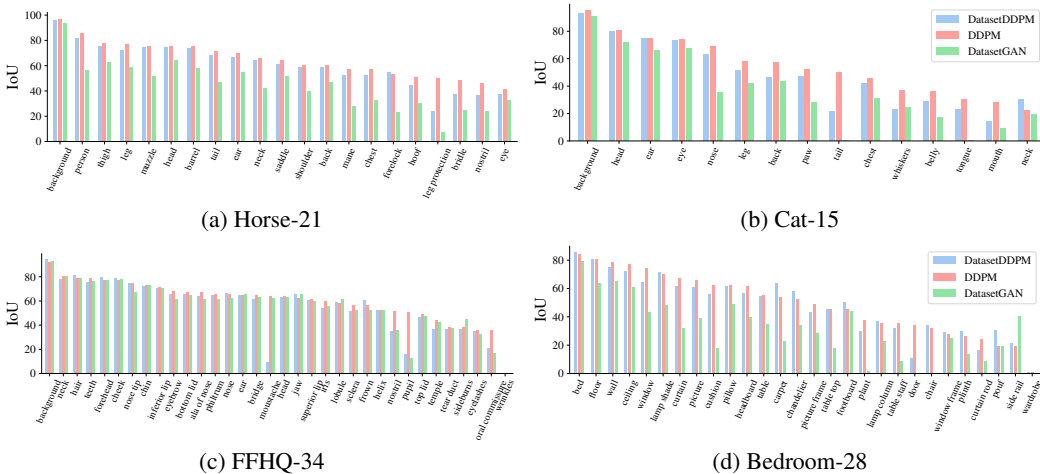 IoU
100
80
60
40
20
0
background
person
thigh
leg
muzzle
head
barrel
tail
ear
neck
saddle
shoulder
back
mane
chest
forelock
hoof
leg protection
bridle
nostril
eye
(a) Horse-21
IoU
80
60
40
20
0
background
head
ear
eye
nose
leg
back
paw
tail
chest
whiskers
belly
tongue
mouth
neck
DatasetDDPM
DDPM
DatasetGAN
(b) Cat-15
IoU
80
60
40
20
0
background
neck
hair
teeth
forehead
cheek
nose tip
chin
inferior lip
eyebrow
bottom lid
ala of nose
philtrum
nose
ear
bridge
moustache
head
jaw
superior lip
iris
lobule
sclera
frown
helix
nostril
pupil
top lid
temple
tear duct
sideburns
eyelashes
oral commissure
wrinkles
(c) FFHQ-34
IoU
80
60
40
20
0
bed
floor
wall
ceiling
window
lamp shade
curtain
picture
cushion
pillow
headboard
table
carpet
chandelier
picture frame
table top
footboard
plant
lamp column
table staff
door
chair
window frame
plinth
curtain rod
pouf
side rail
wardrobe
DatasetDDPM
DDPM
DatasetGAN
(d) Bedroom-28